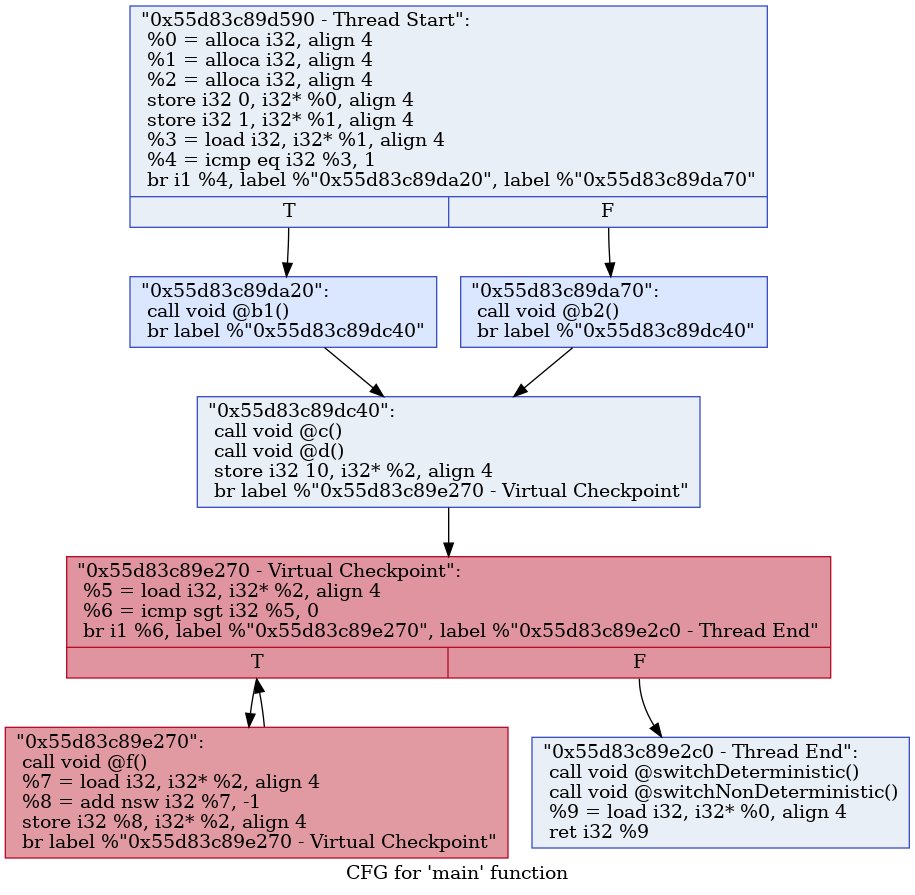 "0x55d83c89d590 - Thread Start":
%0 = alloca i32, align 4
%1 = alloca i32, align 4
%2 = alloca i32, align 4
store i32 0, i32* %0, align 4
store i32 1, i32* %1, align 4
%3 = load i32, i32* %1, align 4
%4 = icmp eq i32 %3, 1
br i1 %4, label %"0x55d83c89da20", label %"0x55d83c89da70"
T
F
"0x55d83c89da20":
call void @b1()
br label %"0x55d83c89dc40"
"0x55d83c89da70":
call void @b2()
br label %"0x55d83c89dc40"
"0x55d83c89dc40":
call void @c()
call void @d()
store i32 10, i32* %2, align 4
br label %"0x55d83c89e270 - Virtual Checkpoint"
"0x55d83c89e270 - Virtual Checkpoint":
%5 = load i32, i32* %2, align 4
%6 = icmp sgt i32 %5, 0
br i1 %6, label %"0x55d83c89e270", label %"0x55d83c89e2c0 - Thread End"
T
F
"0x55d83c89e270":
call void @f()
%7 = load i32, i32* %2, align 4
%8 = add nsw i32 %7, -1
store i32 %8, i32* %2, align 4
br label %"0x55d83c89e270 - Virtual Checkpoint"
"0x55d83c89e2c0 - Thread End":
call void @switchDeterministic()
call void @switchNonDeterministic()
%9 = load i32, i32* %0, align 4
ret i32 %9
CFG for 'main' function